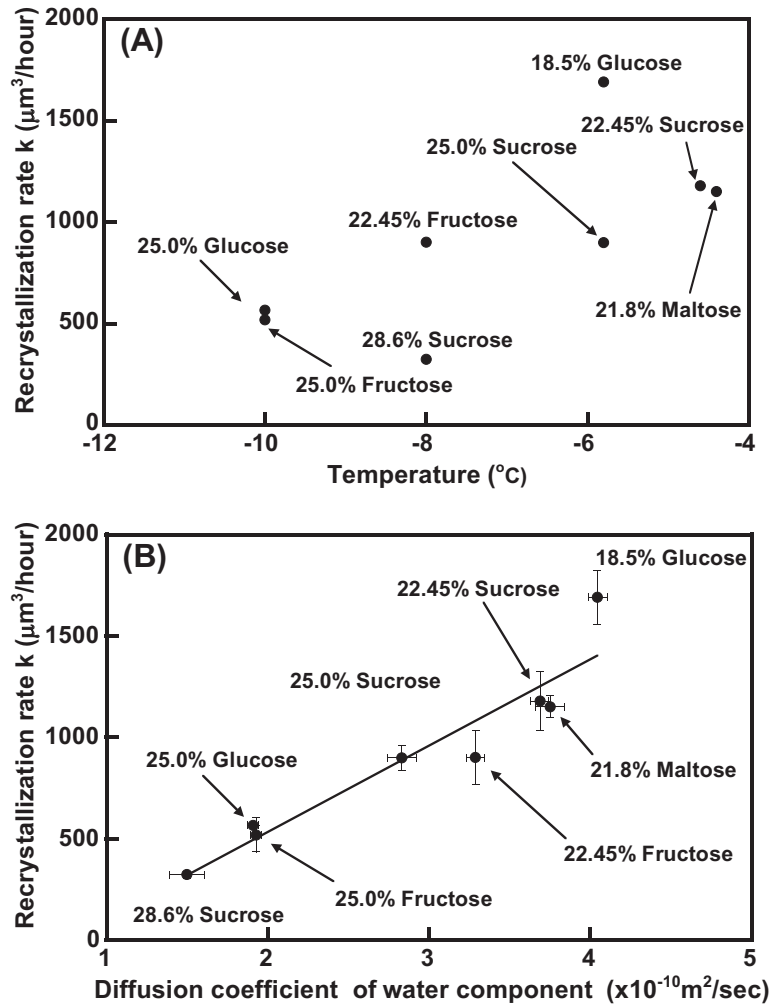 (A)
2000
1500
1000
500
0
Recrystallization rate k (μm³/hour)
18.5% Glucose
22.45% Sucrose
25.0% Sucrose
22.45% Fructose
25.0% Glucose
21.8% Maltose
28.6% Sucrose
25.0% Fructose
-12 -10 -8 -6 -4
Temperature (°C)
(B)
2000
1500
1000
500
0
Recrystallization rate k (μm³/hour)
18.5% Glucose
22.45% Sucrose
25.0% Sucrose
25.0% Glucose
21.8% Maltose
22.45% Fructose
25.0% Fructose
28.6% Sucrose
1 2 3 4 5
Diffusion coefficient of water component (x10⁻¹⁰m²/sec)